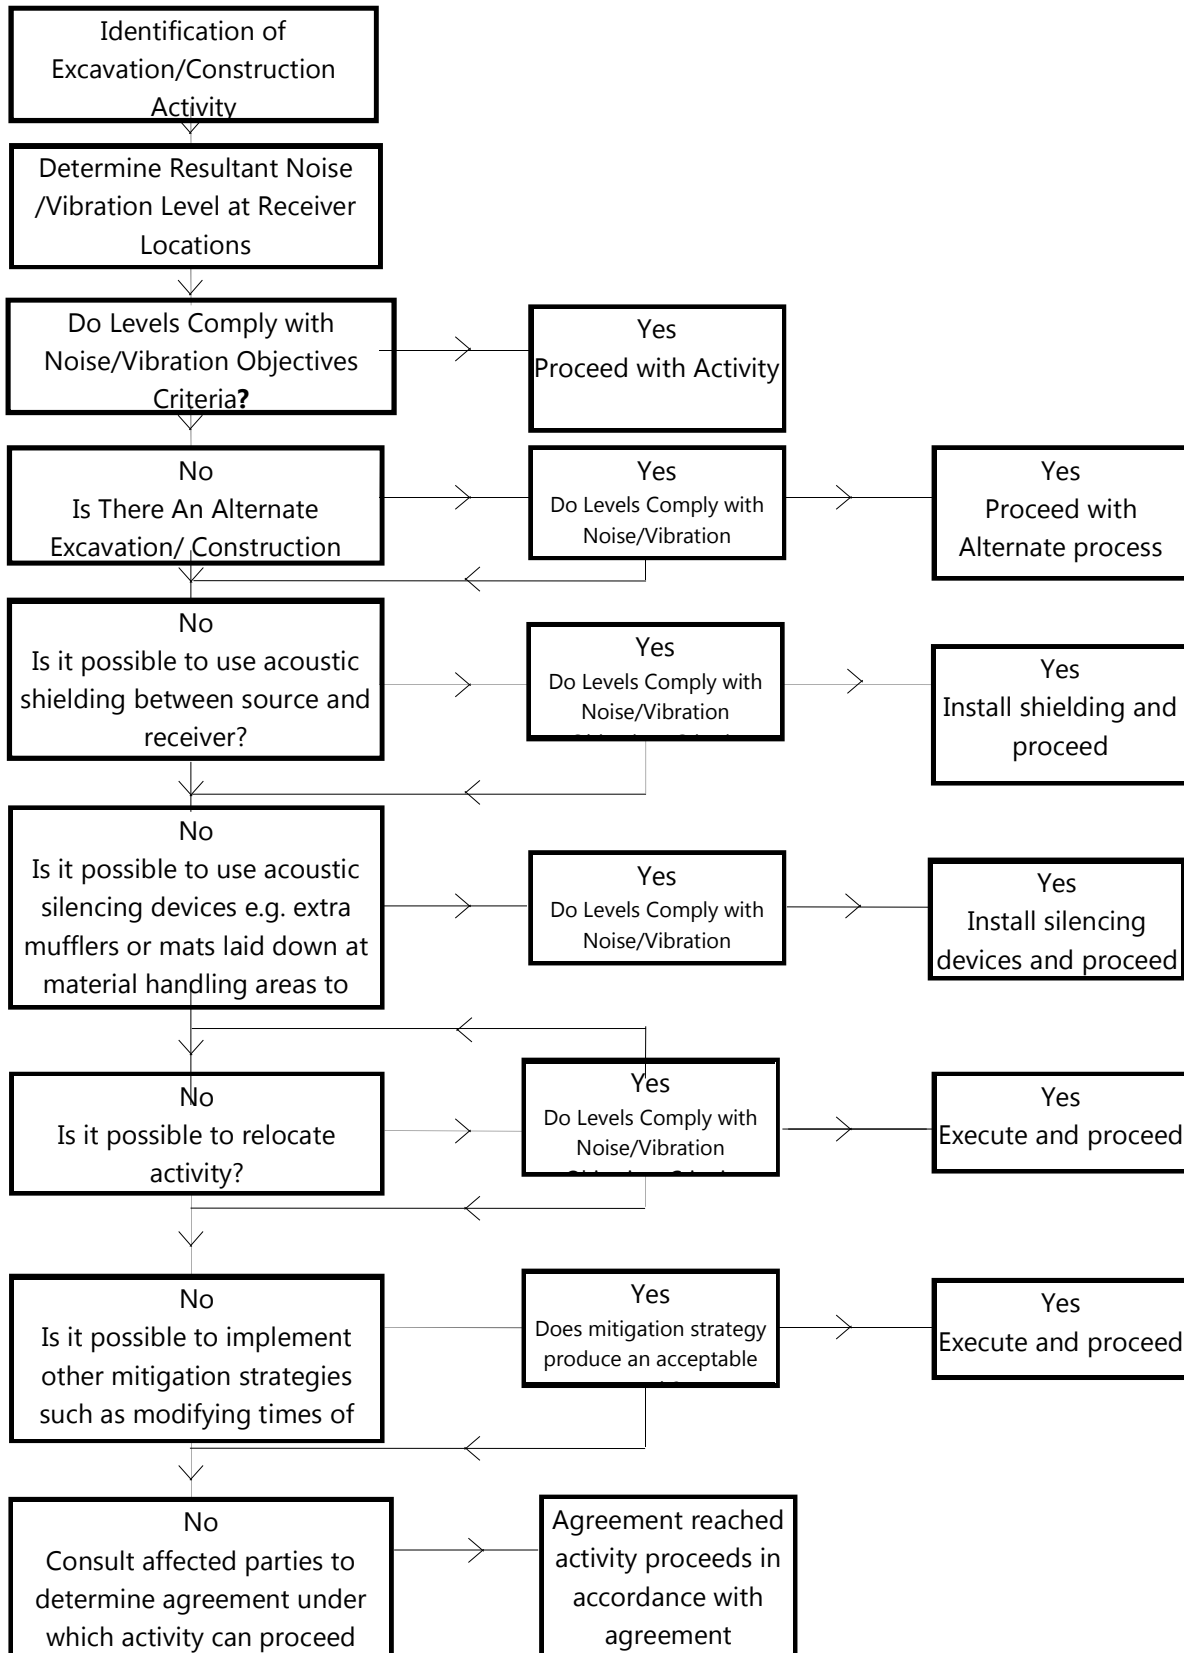 Identification of
Excavation/Construction
Activity
Determine Resultant Noise
/Vibration Level at Receiver
Locations
Do Levels Comply with
Noise/Vibration Objectives
Criteria?
Yes
Proceed with Activity
No
Is There An Alternate
Excavation/ Construction
Yes
Do Levels Comply with
Noise/Vibration
Yes
Proceed with
Alternate process
No
Is it possible to use acoustic
shielding between source and
receiver?
Yes
Do Levels Comply with
Noise/Vibration
Yes
Install shielding and
proceed
No
Is it possible to use acoustic
silencing devices e.g. extra
mufflers or mats laid down at
material handling areas to
Yes
Do Levels Comply with
Noise/Vibration
Yes
Install silencing
devices and proceed
No
Is it possible to relocate
activity?
Yes
Do Levels Comply with
Noise/Vibration
Yes
Execute and proceed
No
Is it possible to implement
other mitigation strategies
such as modifying times of
Yes
Does mitigation strategy
produce an acceptable
Yes
Execute and proceed
No
Consult affected parties to
determine agreement under
which activity can proceed
Agreement reached
activity proceeds in
accordance with
agreement